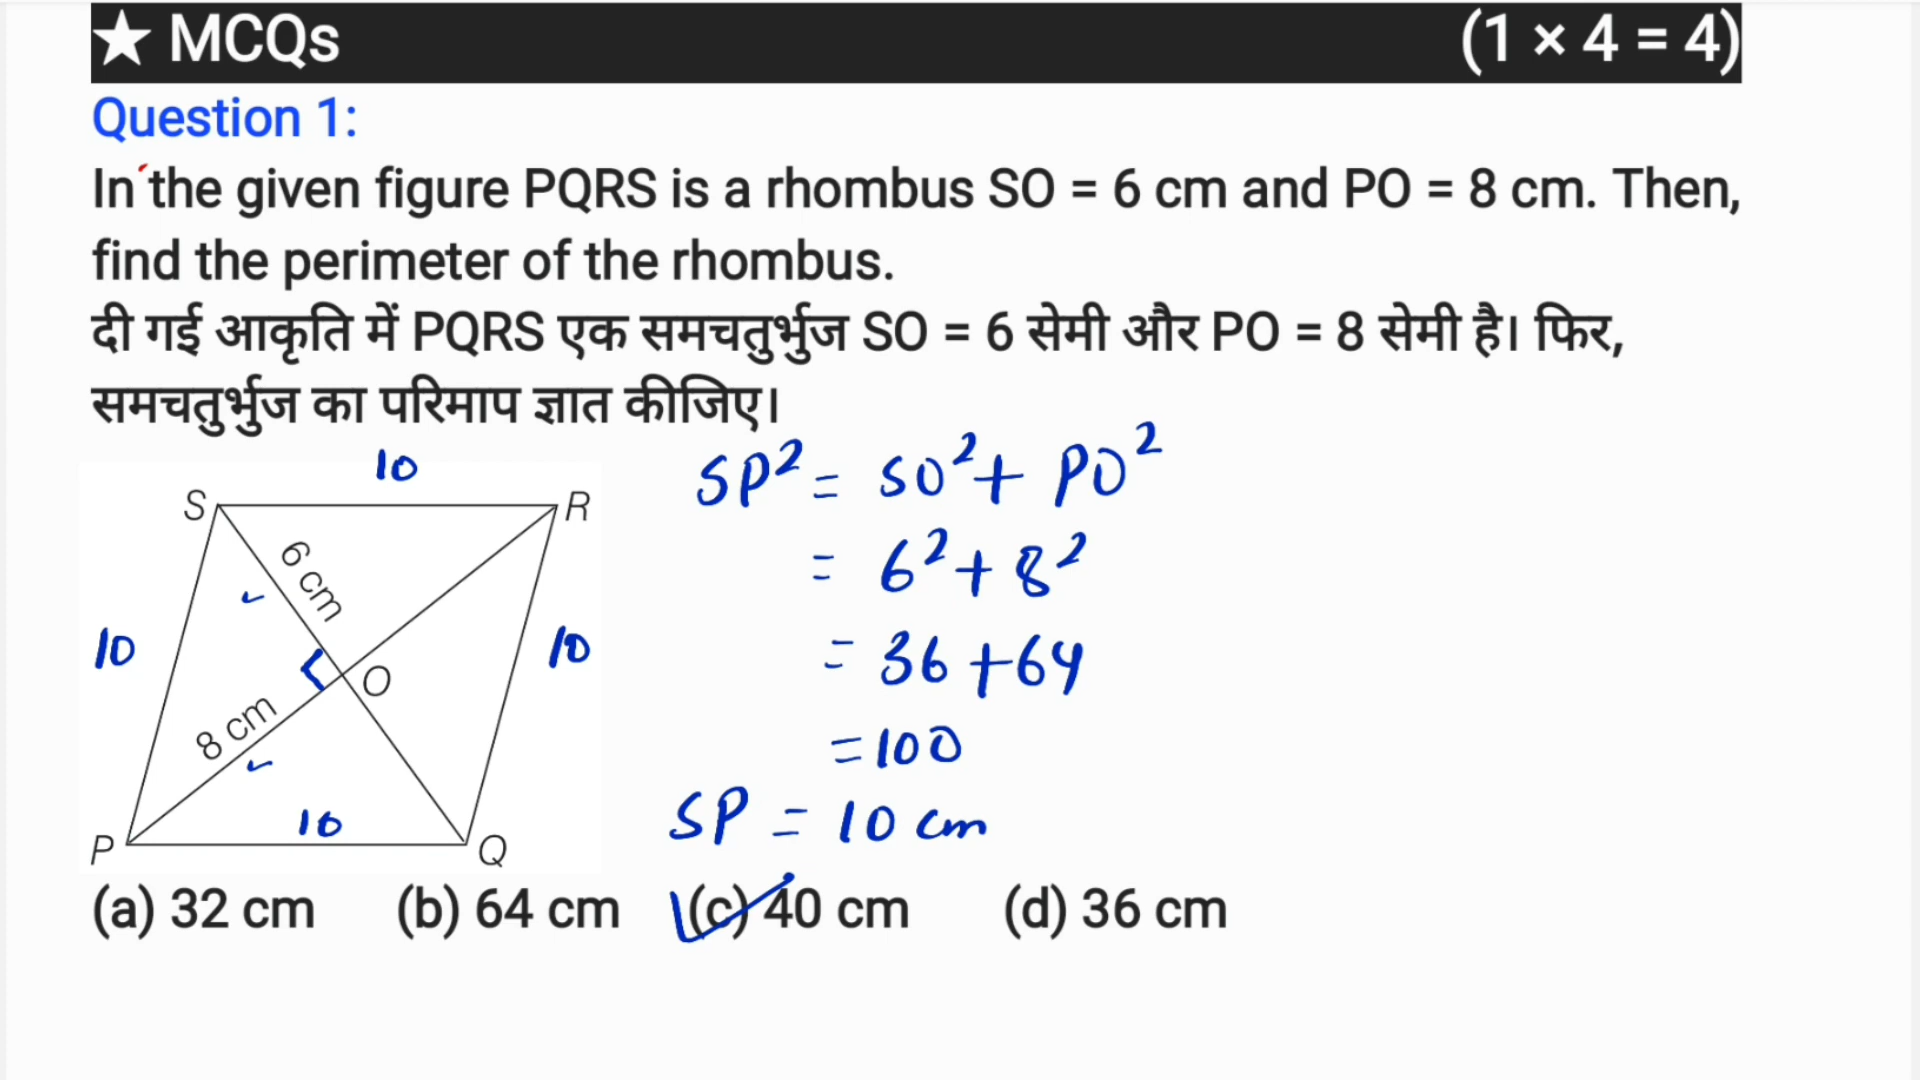 ★ MCQs (1 × 4 = 4)
Question 1:
In the given figure PQRS is a rhombus SO = 6 cm and PO = 8 cm. Then,
find the perimeter of the rhombus.
दी गई आकृति में PQRS एक समचतुर्भुज SO = 6 सेमी और PO = 8 सेमी है। फिर,
समचतुर्भुज का परिमाप ज्ञात कीजिए।
10
S R
6 cm
10 10
O
8 cm
10
P Q
SP² = SO² + PO²
= 6² + 8²
= 36 + 64
= 100
SP = 10 cm
(a) 32 cm (b) 64 cm (c) 40 cm (d) 36 cm